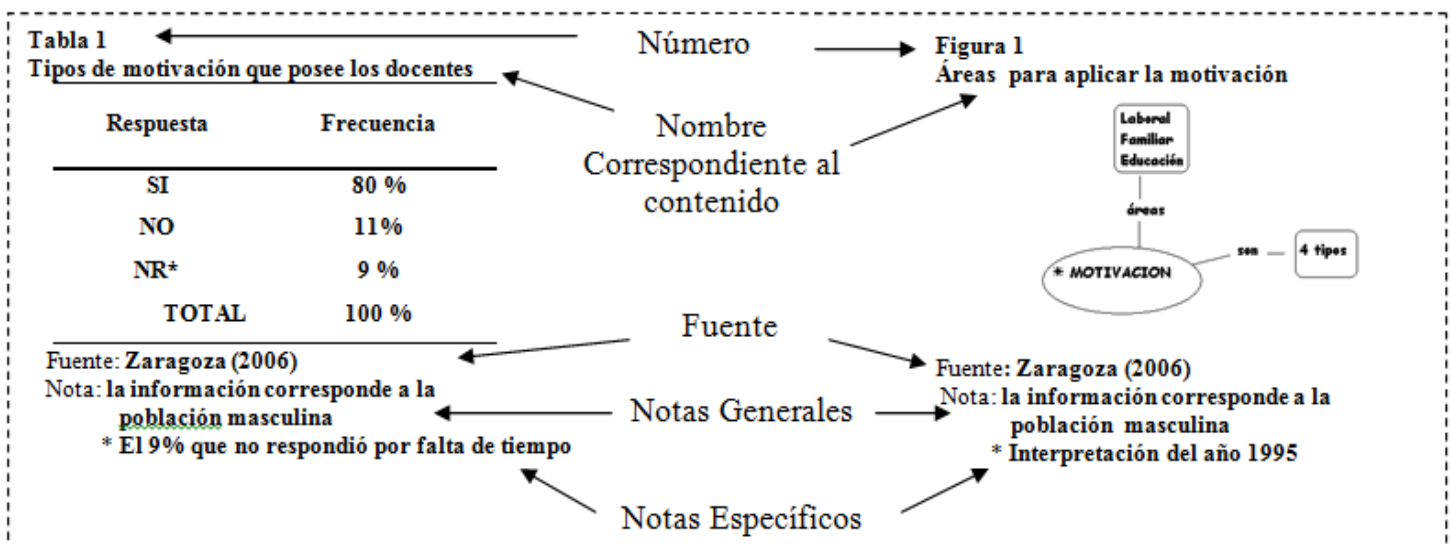 Tabla 1
Tipos de motivación que posee los docentes
Respuesta Frecuencia
SI 80 %
NO 11%
NR* 9 %
TOTAL 100 %
Fuente: Zaragoza (2006)
Nota: la información corresponde a la
población masculina
* El 9% que no respondió por falta de tiempo
Número
Nombre
Correspondiente al
contenido
Fuente
Notas Generales
Notas Específicos
Figura 1
Áreas para aplicar la motivación
Laboral
Familiar
Educación
áreas
* MOTIVACION
son
4 tipos
Fuente: Zaragoza (2006)
Nota: la información corresponde a la
población masculina
* Interpretación del año 1995